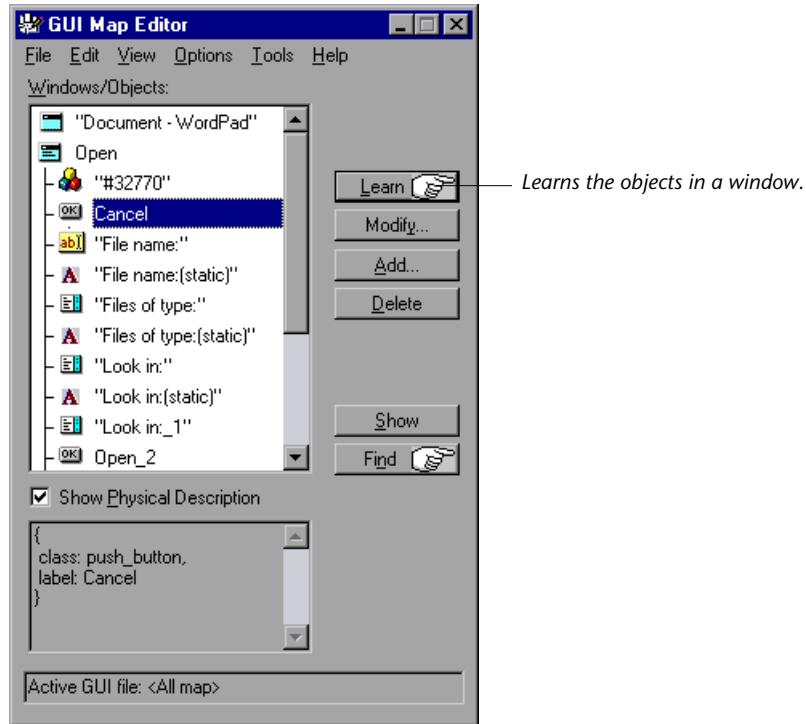 GUI Map Editor
File Edit View Options Tools Help
Windows/Objects:
"Document - WordPad"
Open
"#32770"
OK Cancel
ab "File name:"
A "File name:(static)"
"Files of type:"
A "Files of type:(static)"
"Look in:"
A "Look in:(static)"
"Look in:_1"
OK Open_2
Learn
Learns the objects in a window.
Modify...
Add...
Delete
Show
Find
Show Physical Description
{
class: push_button,
label: Cancel
}
Active GUI file: <All map>